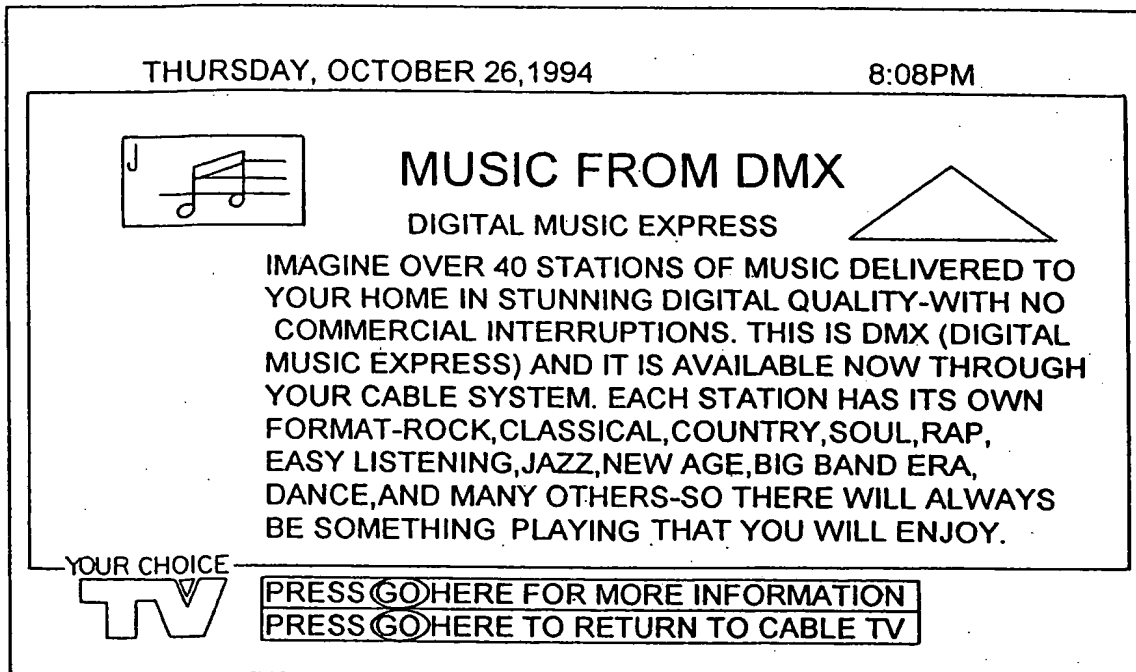 THURSDAY, OCTOBER 26,1994 8:08PM
MUSIC FROM DMX
DIGITAL MUSIC EXPRESS
IMAGINE OVER 40 STATIONS OF MUSIC DELIVERED TO
YOUR HOME IN STUNNING DIGITAL QUALITY-WITH NO
COMMERCIAL INTERRUPTIONS. THIS IS DMX (DIGITAL
MUSIC EXPRESS) AND IT IS AVAILABLE NOW THROUGH
YOUR CABLE SYSTEM. EACH STATION HAS ITS OWN
FORMAT-ROCK,CLASSICAL,COUNTRY,SOUL,RAP,
EASY LISTENING,JAZZ,NEW AGE,BIG BAND ERA,
DANCE,AND MANY OTHERS-SO THERE WILL ALWAYS
BE SOMETHING PLAYING THAT YOU WILL ENJOY.
YOUR CHOICE
TV
PRESS GO HERE FOR MORE INFORMATION
PRESS GO HERE TO RETURN TO CABLE TV